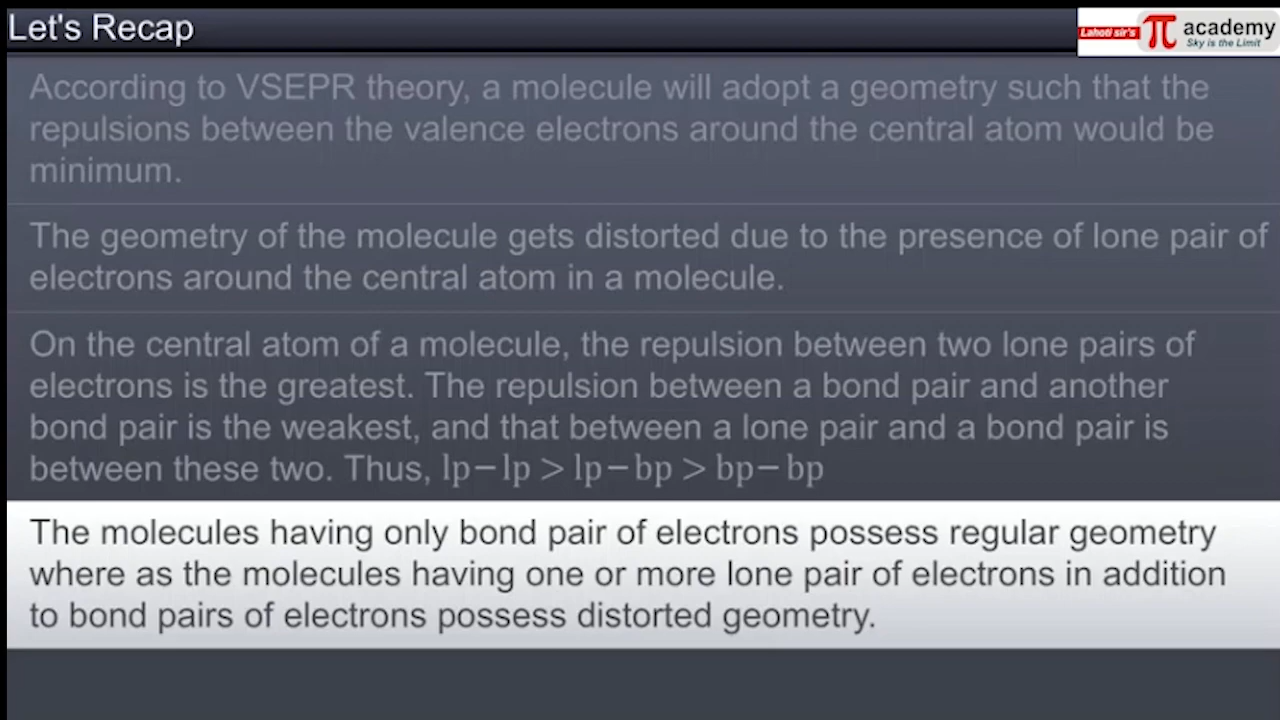 Let's Recap
Lahoti sir's π academy
Sky is the Limit
According to VSEPR theory, a molecule will adopt a geometry such that the
repulsions between the valence electrons around the central atom would be
minimum.
The geometry of the molecule gets distorted due to the presence of lone pair of
electrons around the central atom in a molecule.
On the central atom of a molecule, the repulsion between two lone pairs of
electrons is the greatest. The repulsion between a bond pair and another
bond pair is the weakest, and that between a lone pair and a bond pair is
between these two. Thus, lp−lp > lp−bp > bp−bp
The molecules having only bond pair of electrons possess regular geometry
where as the molecules having one or more lone pair of electrons in addition
to bond pairs of electrons possess distorted geometry.